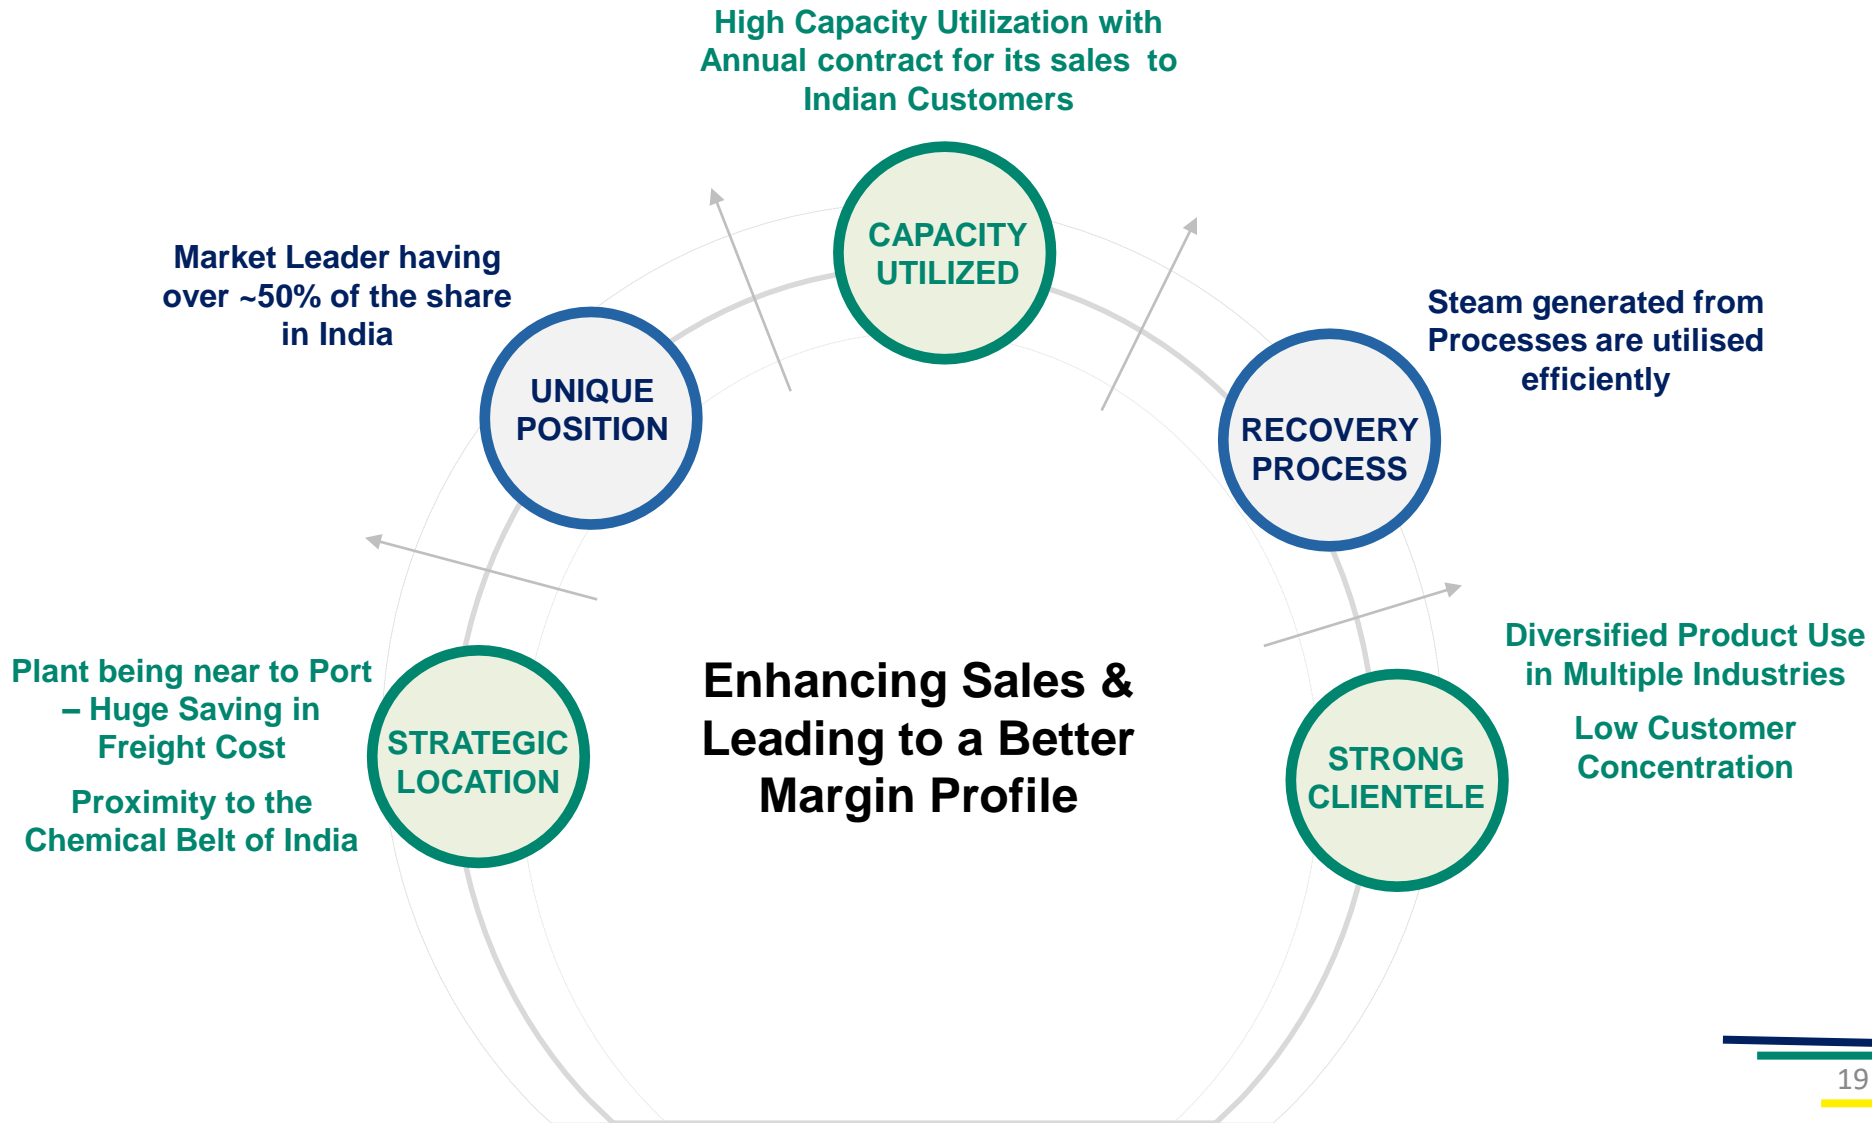 High Capacity Utilization with
Annual contract for its sales to
Indian Customers
CAPACITY
UTILIZED
Market Leader having
over ~50% of the share
in India
UNIQUE
POSITION
Steam generated from
Processes are utilised
efficiently
RECOVERY
PROCESS
Plant being near to Port
– Huge Saving in
Freight Cost
Proximity to the
Chemical Belt of India
STRATEGIC
LOCATION
Enhancing Sales &
Leading to a Better
Margin Profile
Diversified Product Use
in Multiple Industries
Low Customer
Concentration
STRONG
CLIENTELE
19